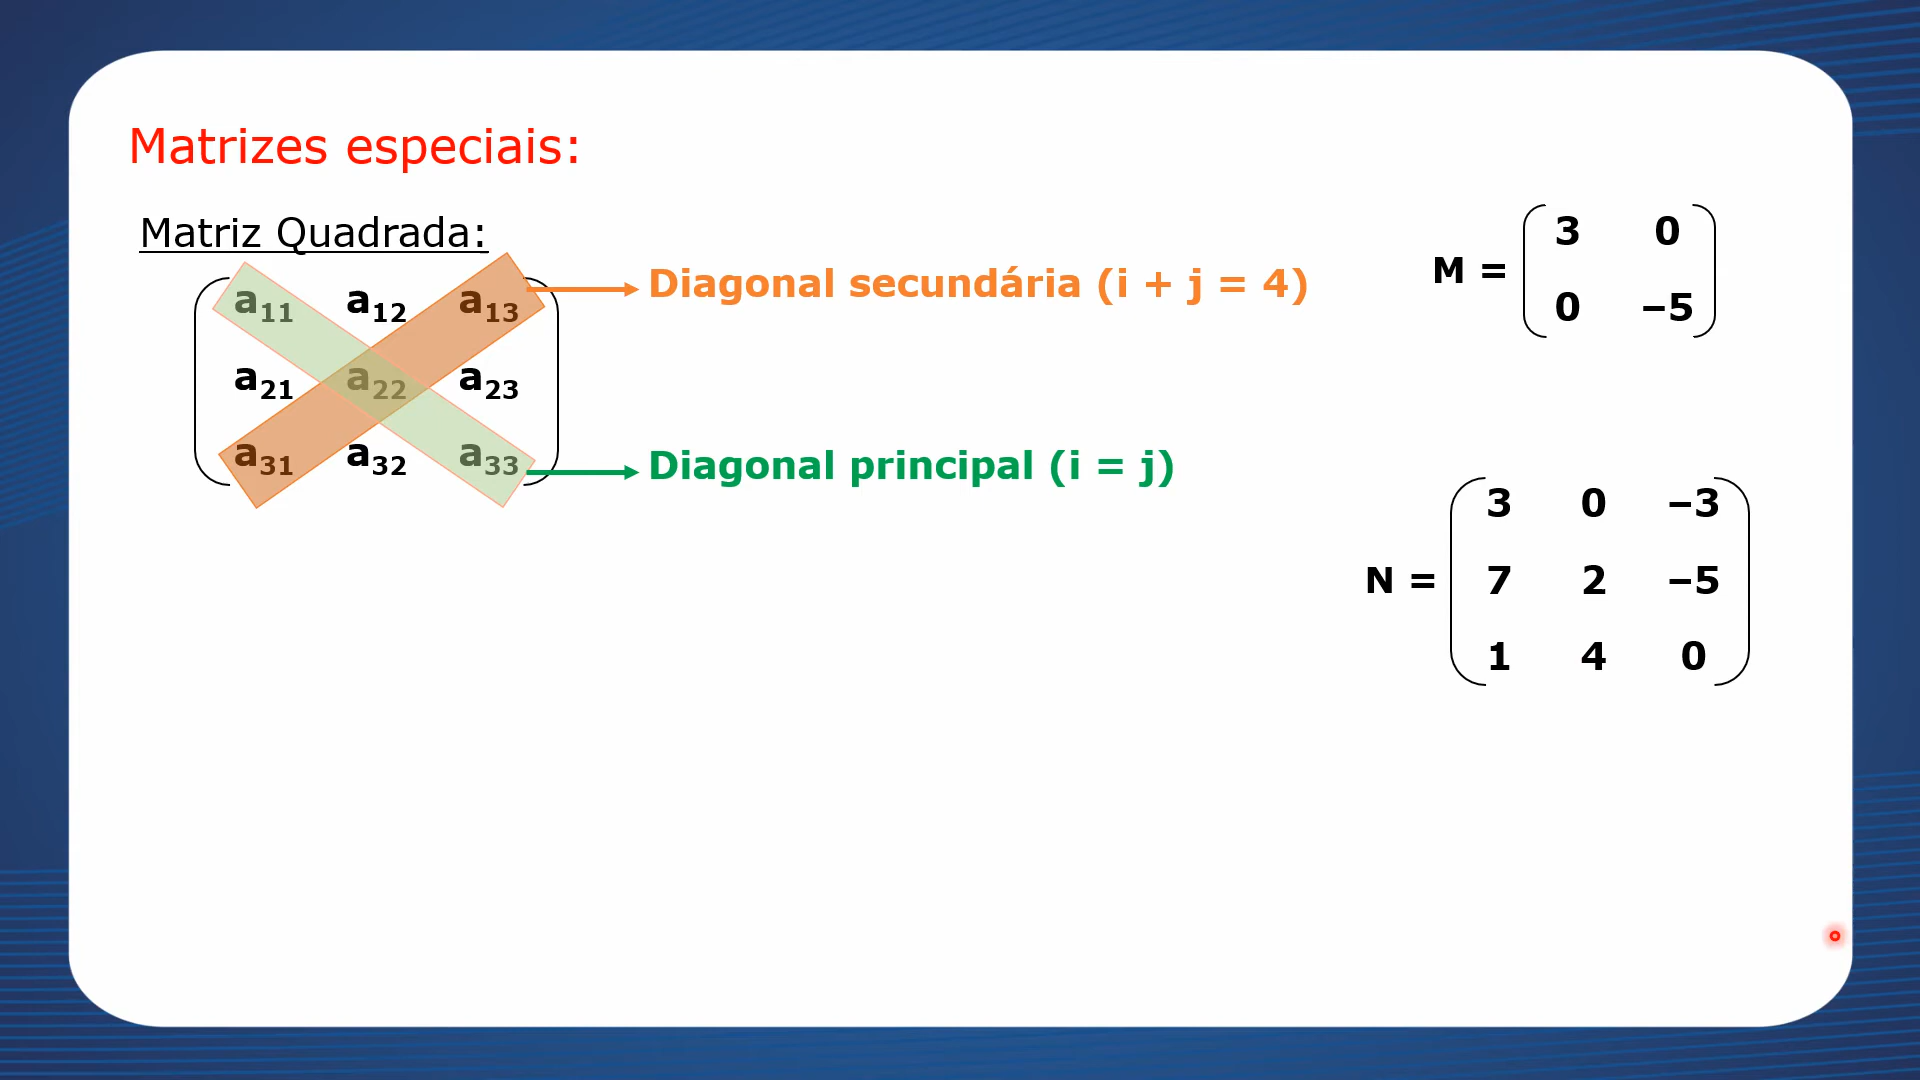 Matrizes especiais:
Matriz Quadrada:
a11 a12 a13
a21 a22 a23
a31 a32 a33
Diagonal secundária (i + j = 4)
Diagonal principal (i = j)
M =
3 0
0 −5
N =
3 0 −3
7 2 −5
1 4 0